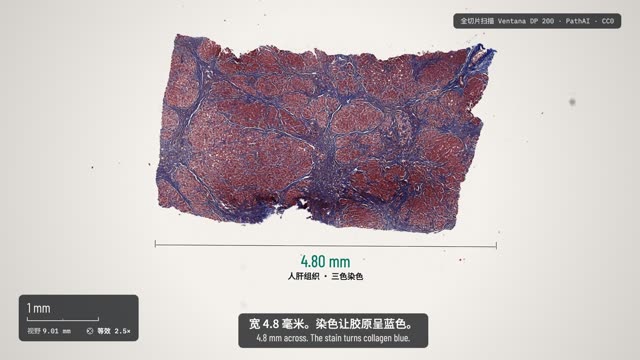 全切片扫描 Ventana DP 200 · PathAI · CC0
4.80 mm
人肝组织 · 三色染色
1 mm
视野 9.01 mm 等效 2.5×
宽 4.8 毫米。染色让胶原呈蓝色。
4.8 mm across. The stain turns collagen blue.